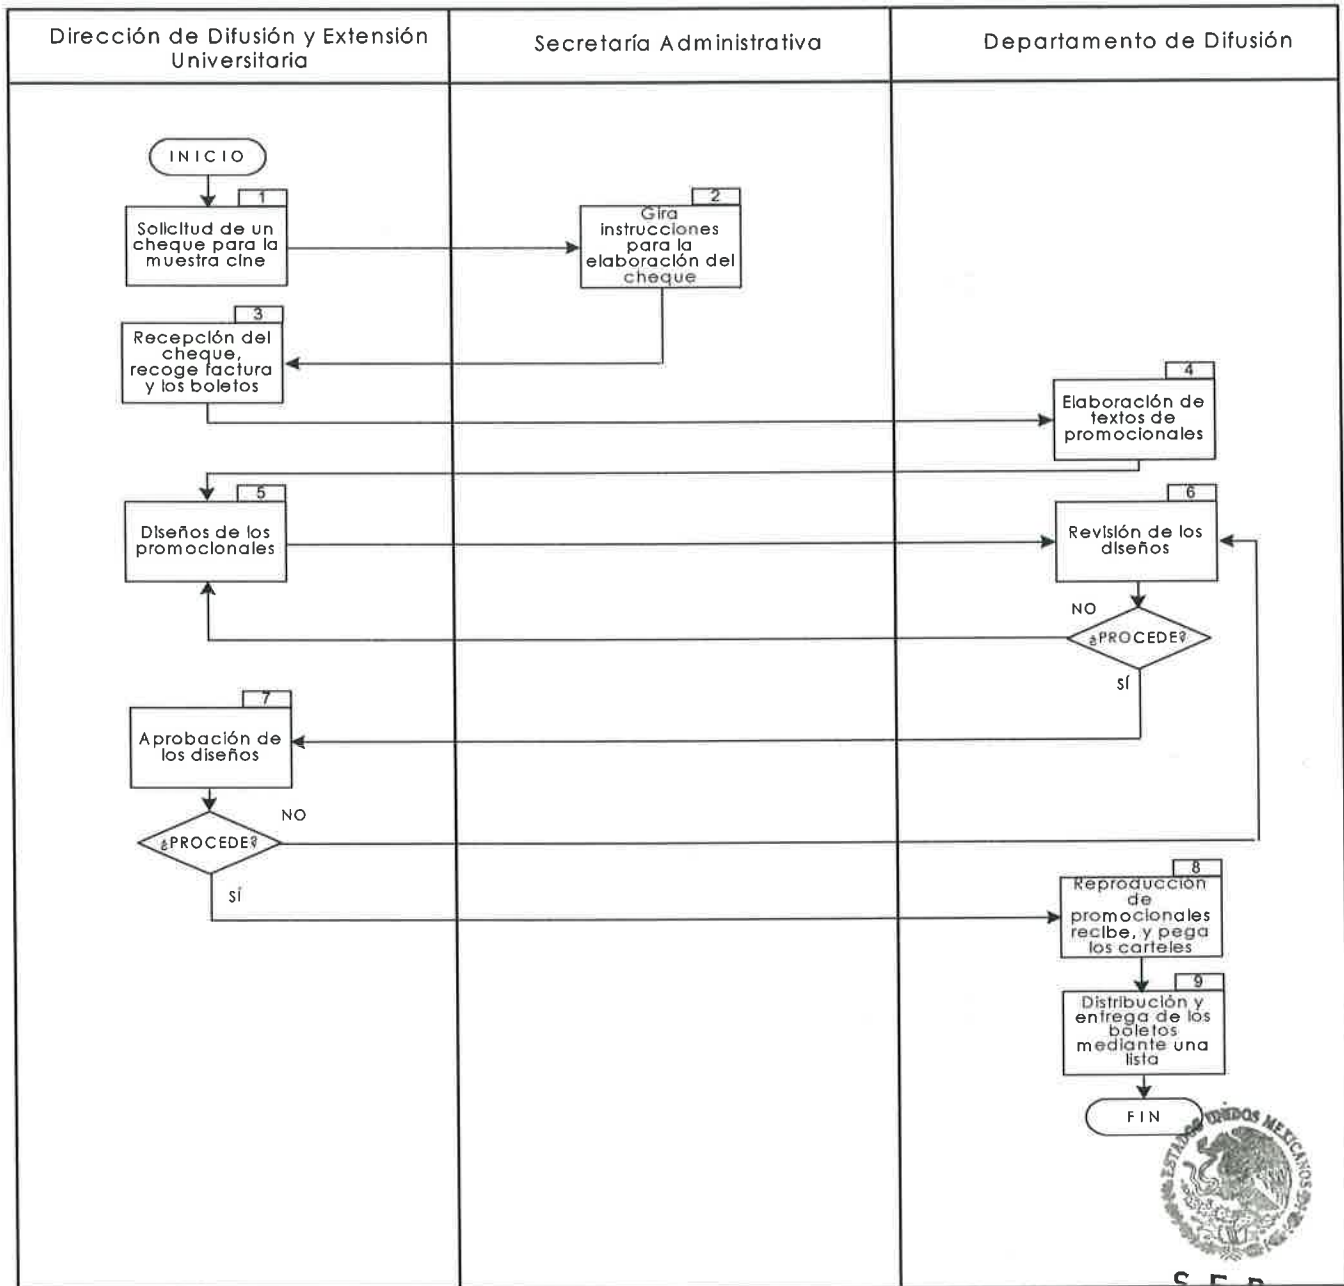 Dirección de Difusión y Extensión
Universitaria
Secretaría Administrativa
Departamento de Difusión
INICIO
1
Solicitud de un
cheque para la
muestra cine
2
Gira
instrucciones
para la
elaboración del
cheque
3
Recepción del
cheque,
recoge factura
y los boletos
4
Elaboración de
textos de
promocionales
5
Diseños de los
promocionales
6
Revisión de los
diseños
NO
¿PROCEDE?
SÍ
7
Aprobación de
los diseños
NO
¿PROCEDE?
SÍ
8
Reproducción
de
promocionales
recibe, y pega
los carteles
9
Distribución y
entrega de los
boletos
mediante una
lista
FIN
ESTADOS UNIDOS MEXICANOS
S E P